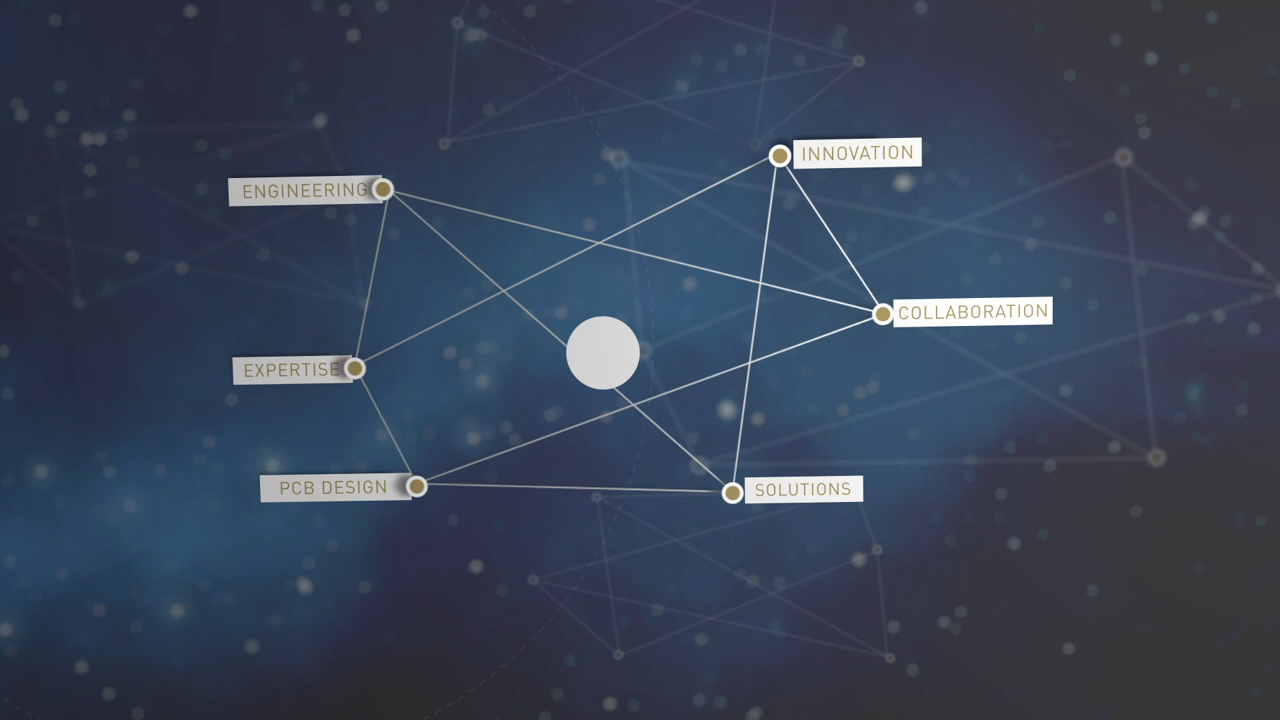 INNOVATION
ENGINEERING
COLLABORATION
EXPERTISE
PCB DESIGN
SOLUTIONS